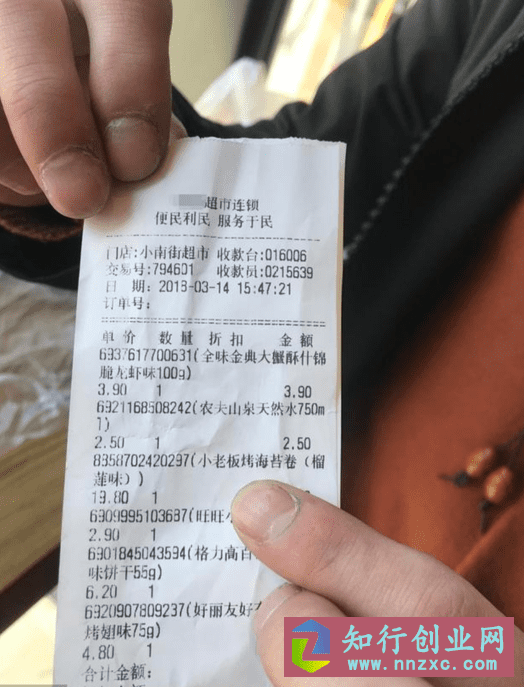 超市连锁
便民利民 服务于民
门店:小南街超市 收款台:016006
交易号:794601 收款员:0215639
日 期: 2018-03-14 15:47:21
订单号:
单价 数量 折扣 金额
6937617700631(全味金典大蟹酥什锦
脆龙虾味100g)
3.90 1 3.90
6921168508242(农夫山泉天然水750m
l)
2.50 1 2.50
8858702420297(小老板烤海苔卷(榴
莲味))
19.80 1
6909995103687(旺旺小
2.90 1
6901845043594(格力高百
味饼干55g)
6.20 1
6920907809237(好丽友好
烤翅味75g)
4.80 1
合计金额:
知行创业网
www.nnzxc.com